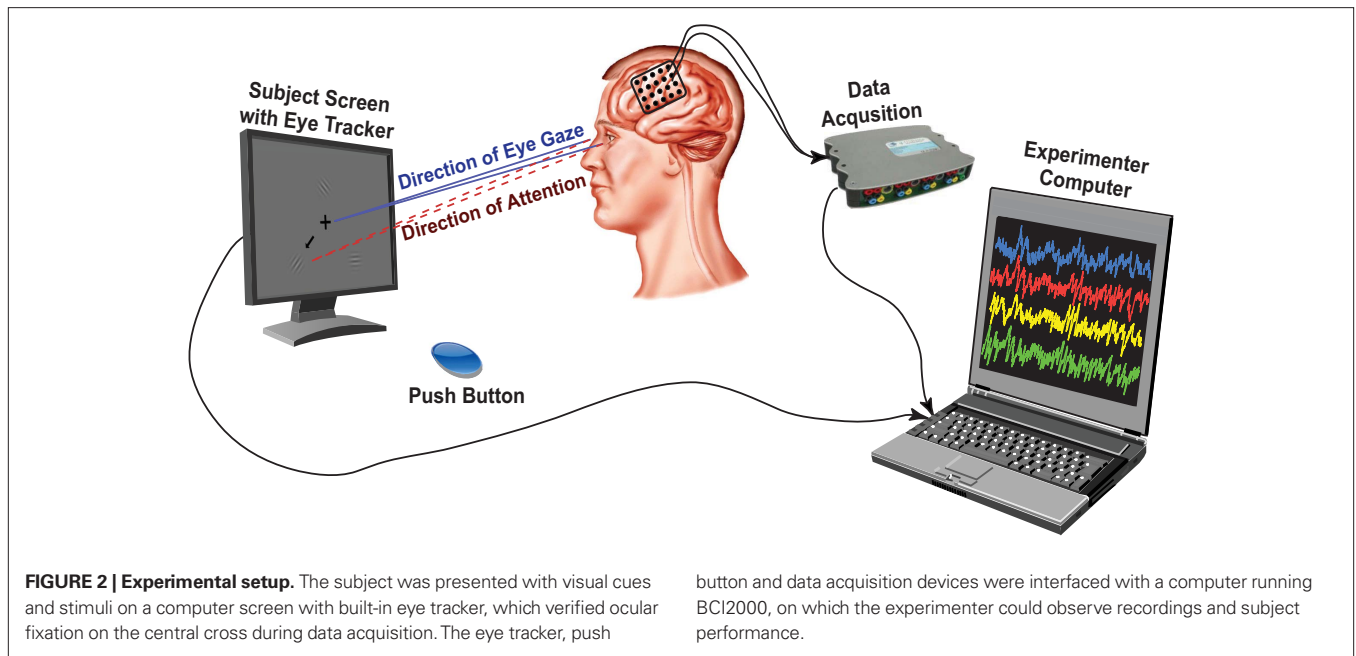 Subject Screen
with Eye Tracker
Direction of Eye Gaze
Direction of Attention
Data
Acqusition
Experimenter
Computer
Push Button
FIGURE 2 | Experimental setup. The subject was presented with visual cues
and stimuli on a computer screen with built-in eye tracker, which verified ocular
fixation on the central cross during data acquisition. The eye tracker, push
button and data acquisition devices were interfaced with a computer running
BCI2000, on which the experimenter could observe recordings and subject
performance.